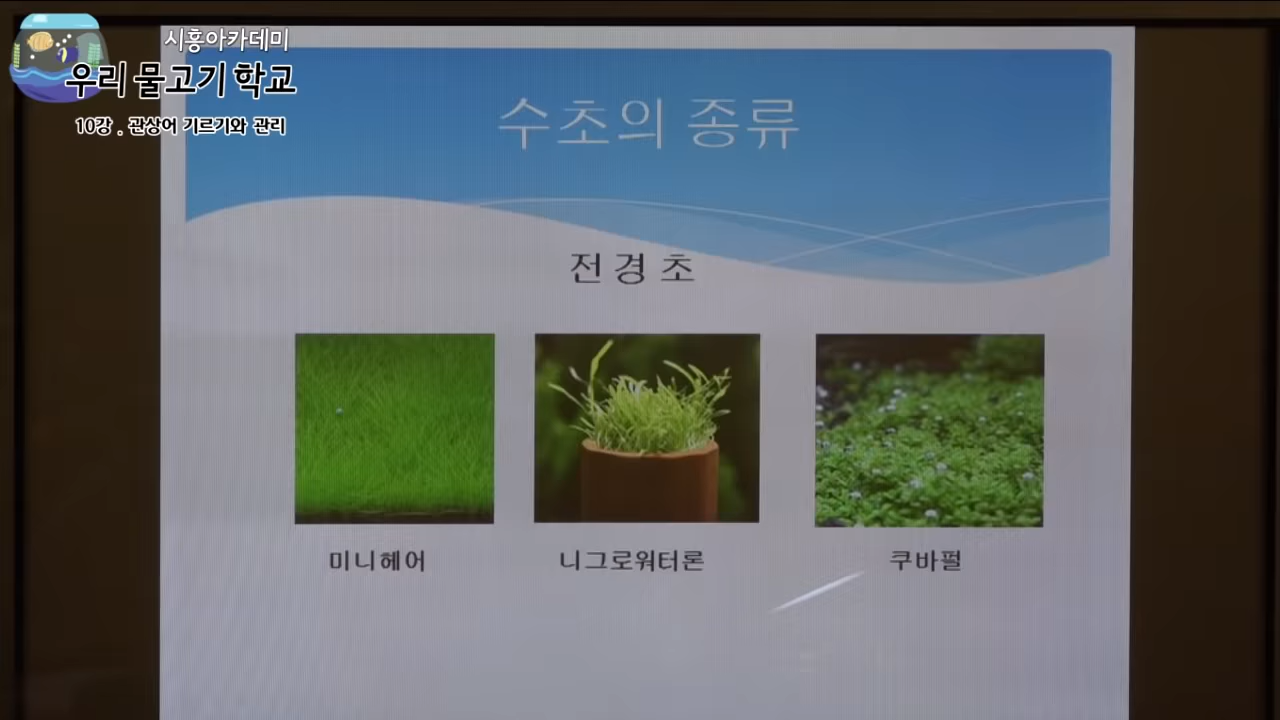 시흥아카데미
우리 물고기 학교
10강 . 관상어 기르기와 관리
수초의 종류
전경초
미니헤어
니그로워터론
쿠바펄